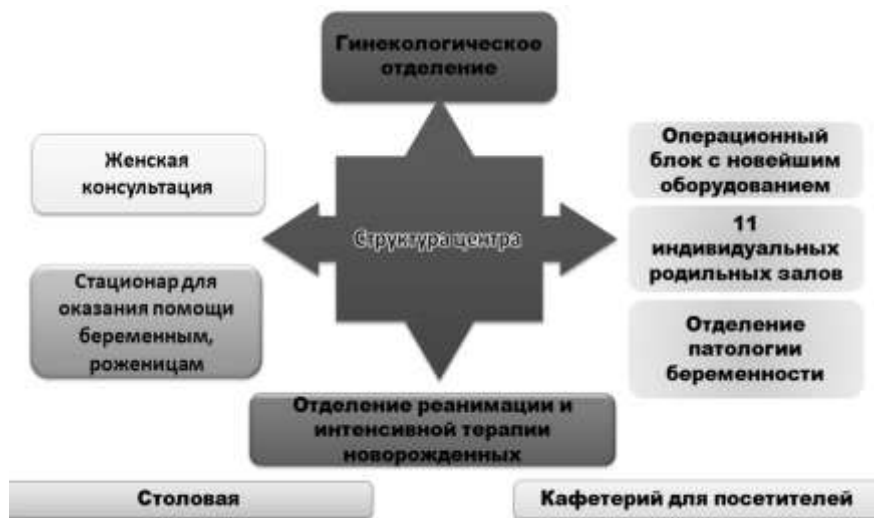 Гинекологическое
отделение
Женская
консультация
Операционный
блок с новейшим
оборудованием
Структура центра
11
индивидуальных
родильных залов
Стационар для
оказания помощи
беременным,
роженицам
Отделение
патологии
беременности
Отделение реанимации и
интенсивной терапии
новорожденных
Столовая
Кафетерий для посетителей